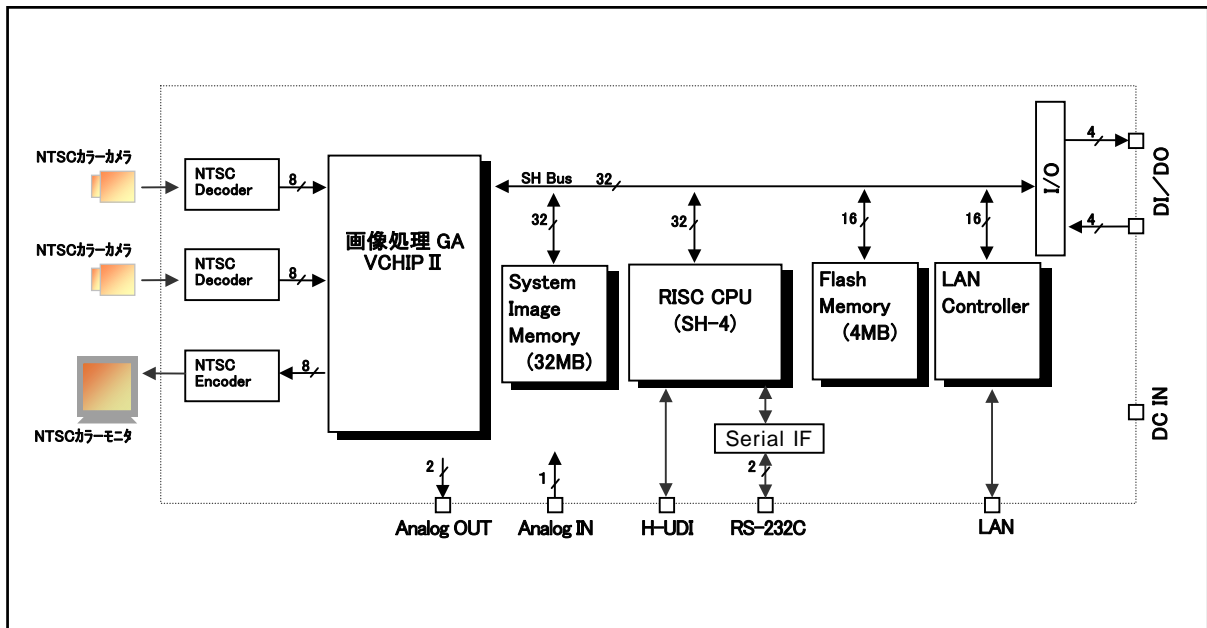 NTSCカラーカメラ
NTSC
Decoder
8
NTSCカラーカメラ
NTSC
Decoder
8
NTSCカラーモニタ
NTSC
Encoder
8
画像処理 GA
VCHIP II
SH Bus
32
32
System
Image
Memory
(32MB)
32
RISC CPU
(SH-4)
16
Flash
Memory
(4MB)
16
LAN
Controller
I/O
4
4
DI/DO
DC IN
Serial IF
2
Analog OUT
1
Analog IN
H-UDI
2
RS-232C
LAN